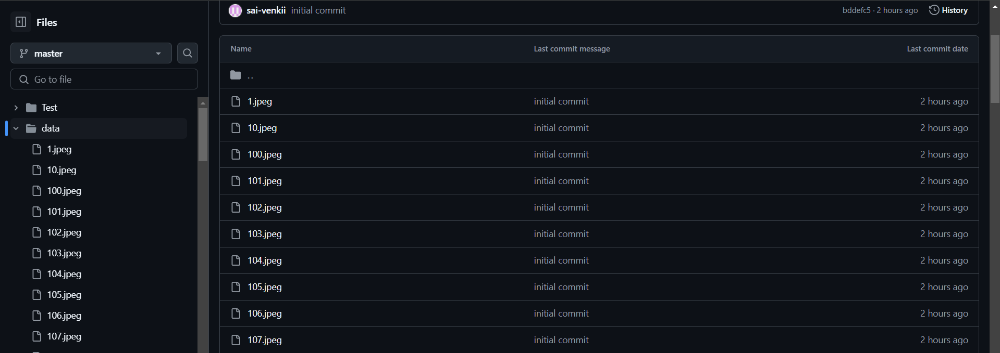 Files
master
Go to file
Test
data
1.jpeg
10.jpeg
100.jpeg
101.jpeg
102.jpeg
103.jpeg
104.jpeg
105.jpeg
106.jpeg
107.jpeg
sai-venkii initial commit bddefc5 · 2 hours ago History
Name Last commit message Last commit date
..
1.jpeg initial commit 2 hours ago
10.jpeg initial commit 2 hours ago
100.jpeg initial commit 2 hours ago
101.jpeg initial commit 2 hours ago
102.jpeg initial commit 2 hours ago
103.jpeg initial commit 2 hours ago
104.jpeg initial commit 2 hours ago
105.jpeg initial commit 2 hours ago
106.jpeg initial commit 2 hours ago
107.jpeg initial commit 2 hours ago